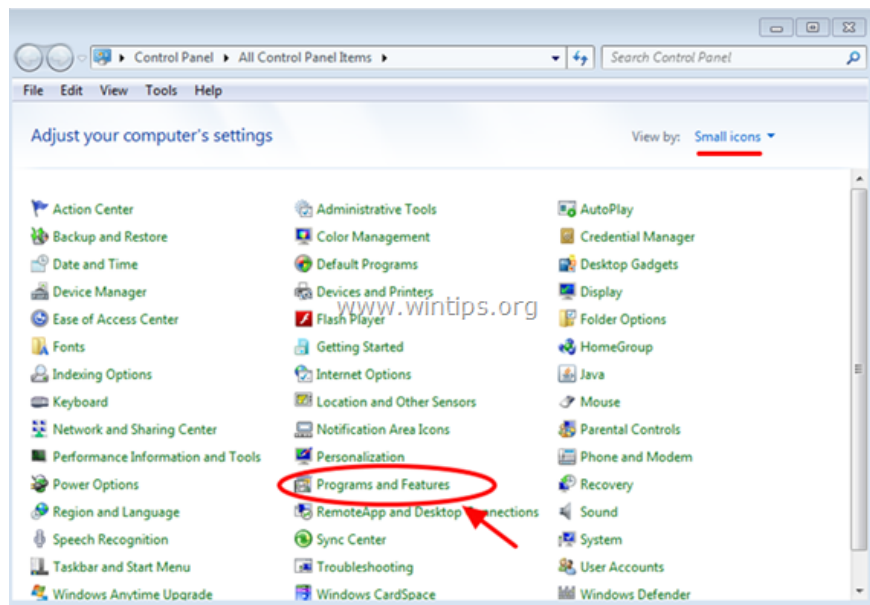 Control Panel All Control Panel Items Search Control Panel
File Edit View Tools Help
Adjust your computer's settings View by: Small icons
Action Center Administrative Tools AutoPlay
Backup and Restore Color Management Credential Manager
Date and Time Default Programs Desktop Gadgets
Device Manager Devices and Printers Display
www.wintips.org
Ease of Access Center Flash Player Folder Options
Fonts Getting Started HomeGroup
Indexing Options Internet Options Java
Keyboard Location and Other Sensors Mouse
Network and Sharing Center Notification Area Icons Parental Controls
Performance Information and Tools Personalization Phone and Modem
Power Options Programs and Features Recovery
Region and Language RemoteApp and Desktop Connections Sound
Speech Recognition Sync Center System
Taskbar and Start Menu Troubleshooting User Accounts
Windows Anytime Upgrade Windows CardSpace Windows Defender